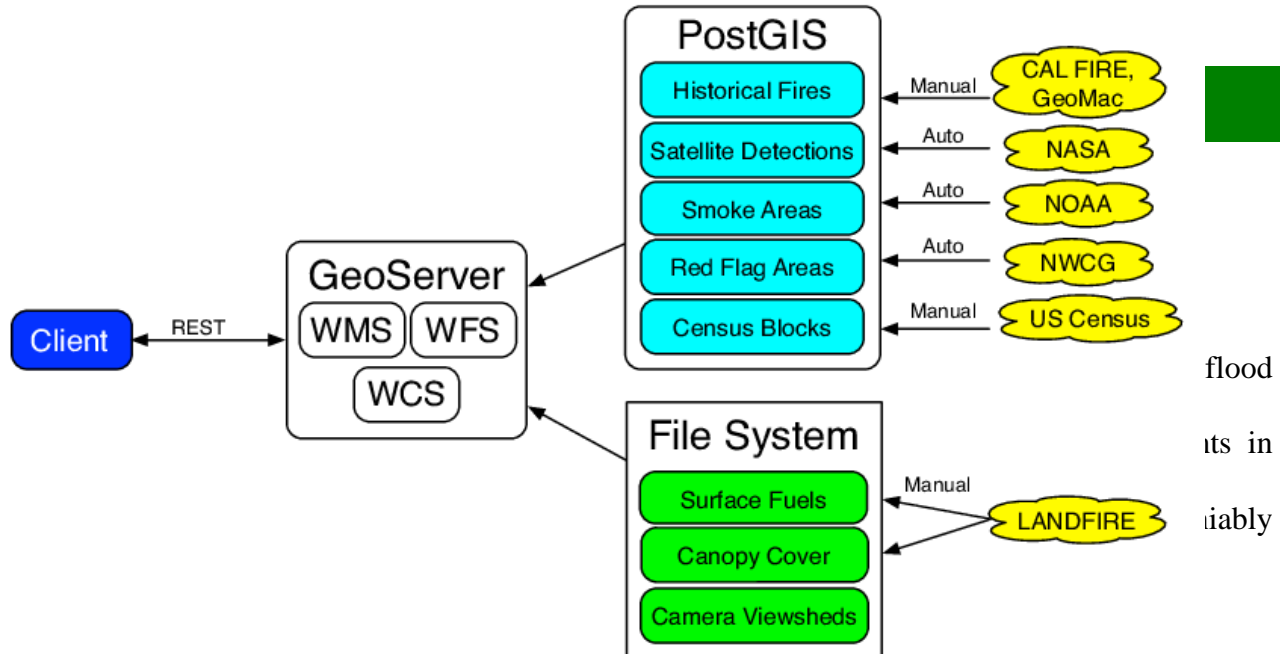 PostGIS
Historical Fires
Satellite Detections
Smoke Areas
Red Flag Areas
Census Blocks
Manual
CAL FIRE,
GeoMac
Auto
NASA
Auto
NOAA
Auto
NWCG
Manual
US Census
GeoServer
WMS
WFS
WCS
Client
REST
File System
Surface Fuels
Canopy Cover
Camera Viewsheds
Manual
LANDFIRE
flood
in